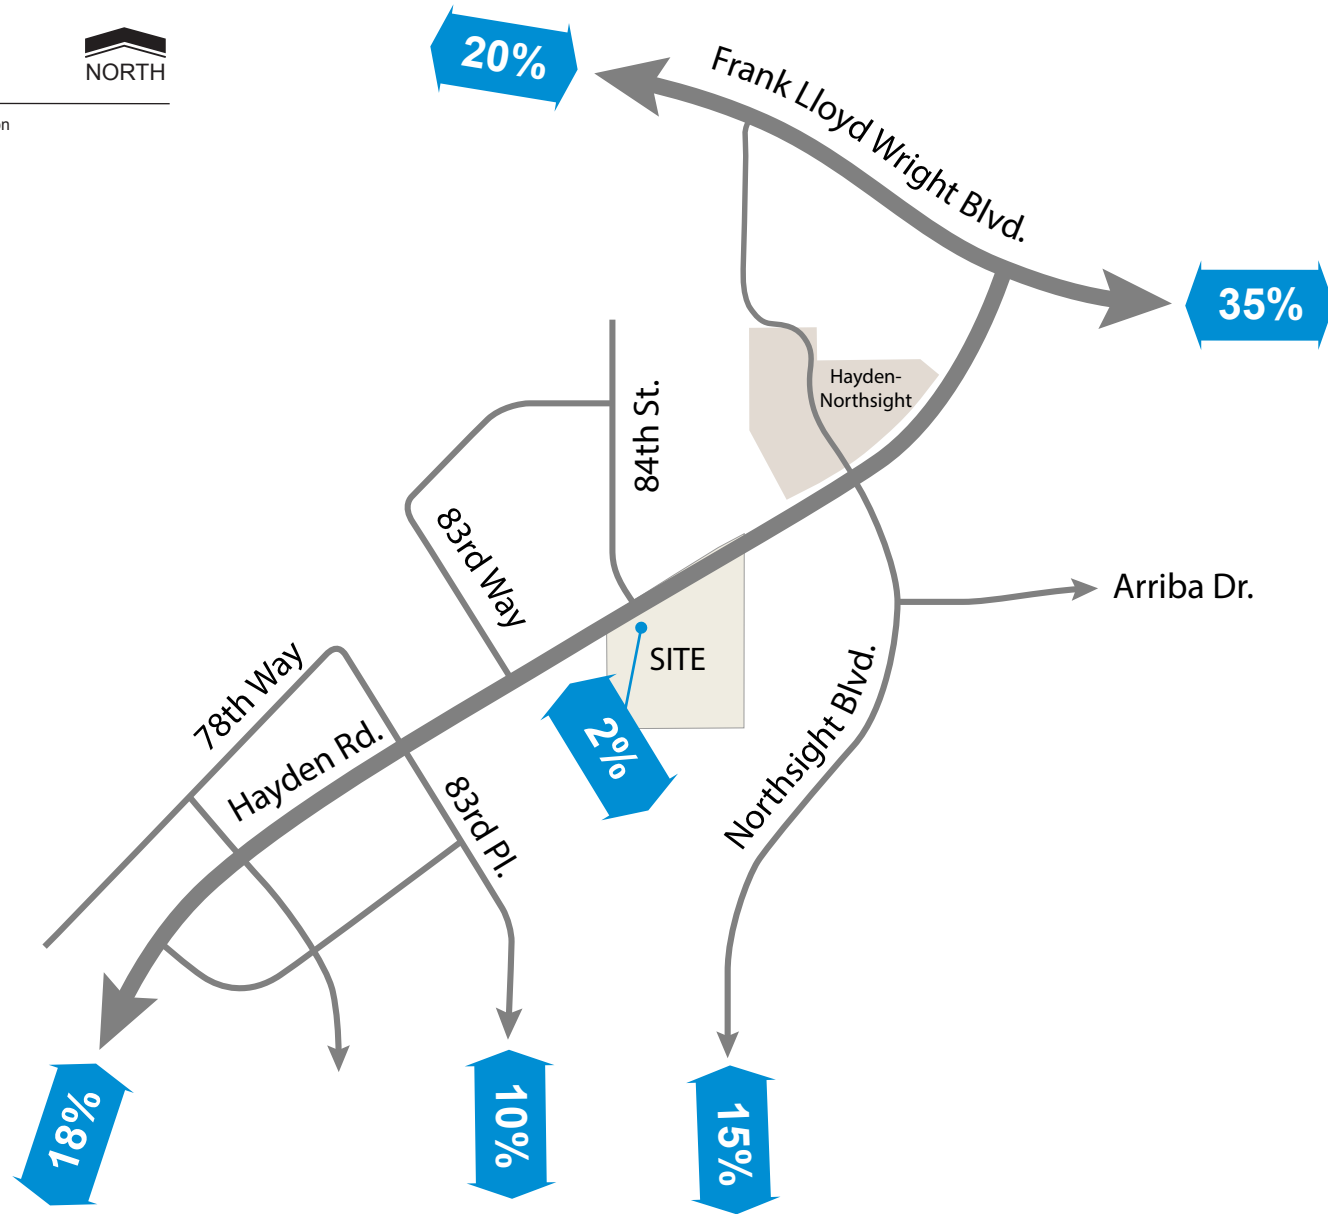 NORTH
on
20%
Frank Lloyd Wright Blvd.
35%
Hayden-
Northsight
84th St.
83rd Way
Arriba Dr.
SITE
78th Way
Hayden Rd.
2%
Northsight Blvd.
83rd Pl.
18%
10%
15%